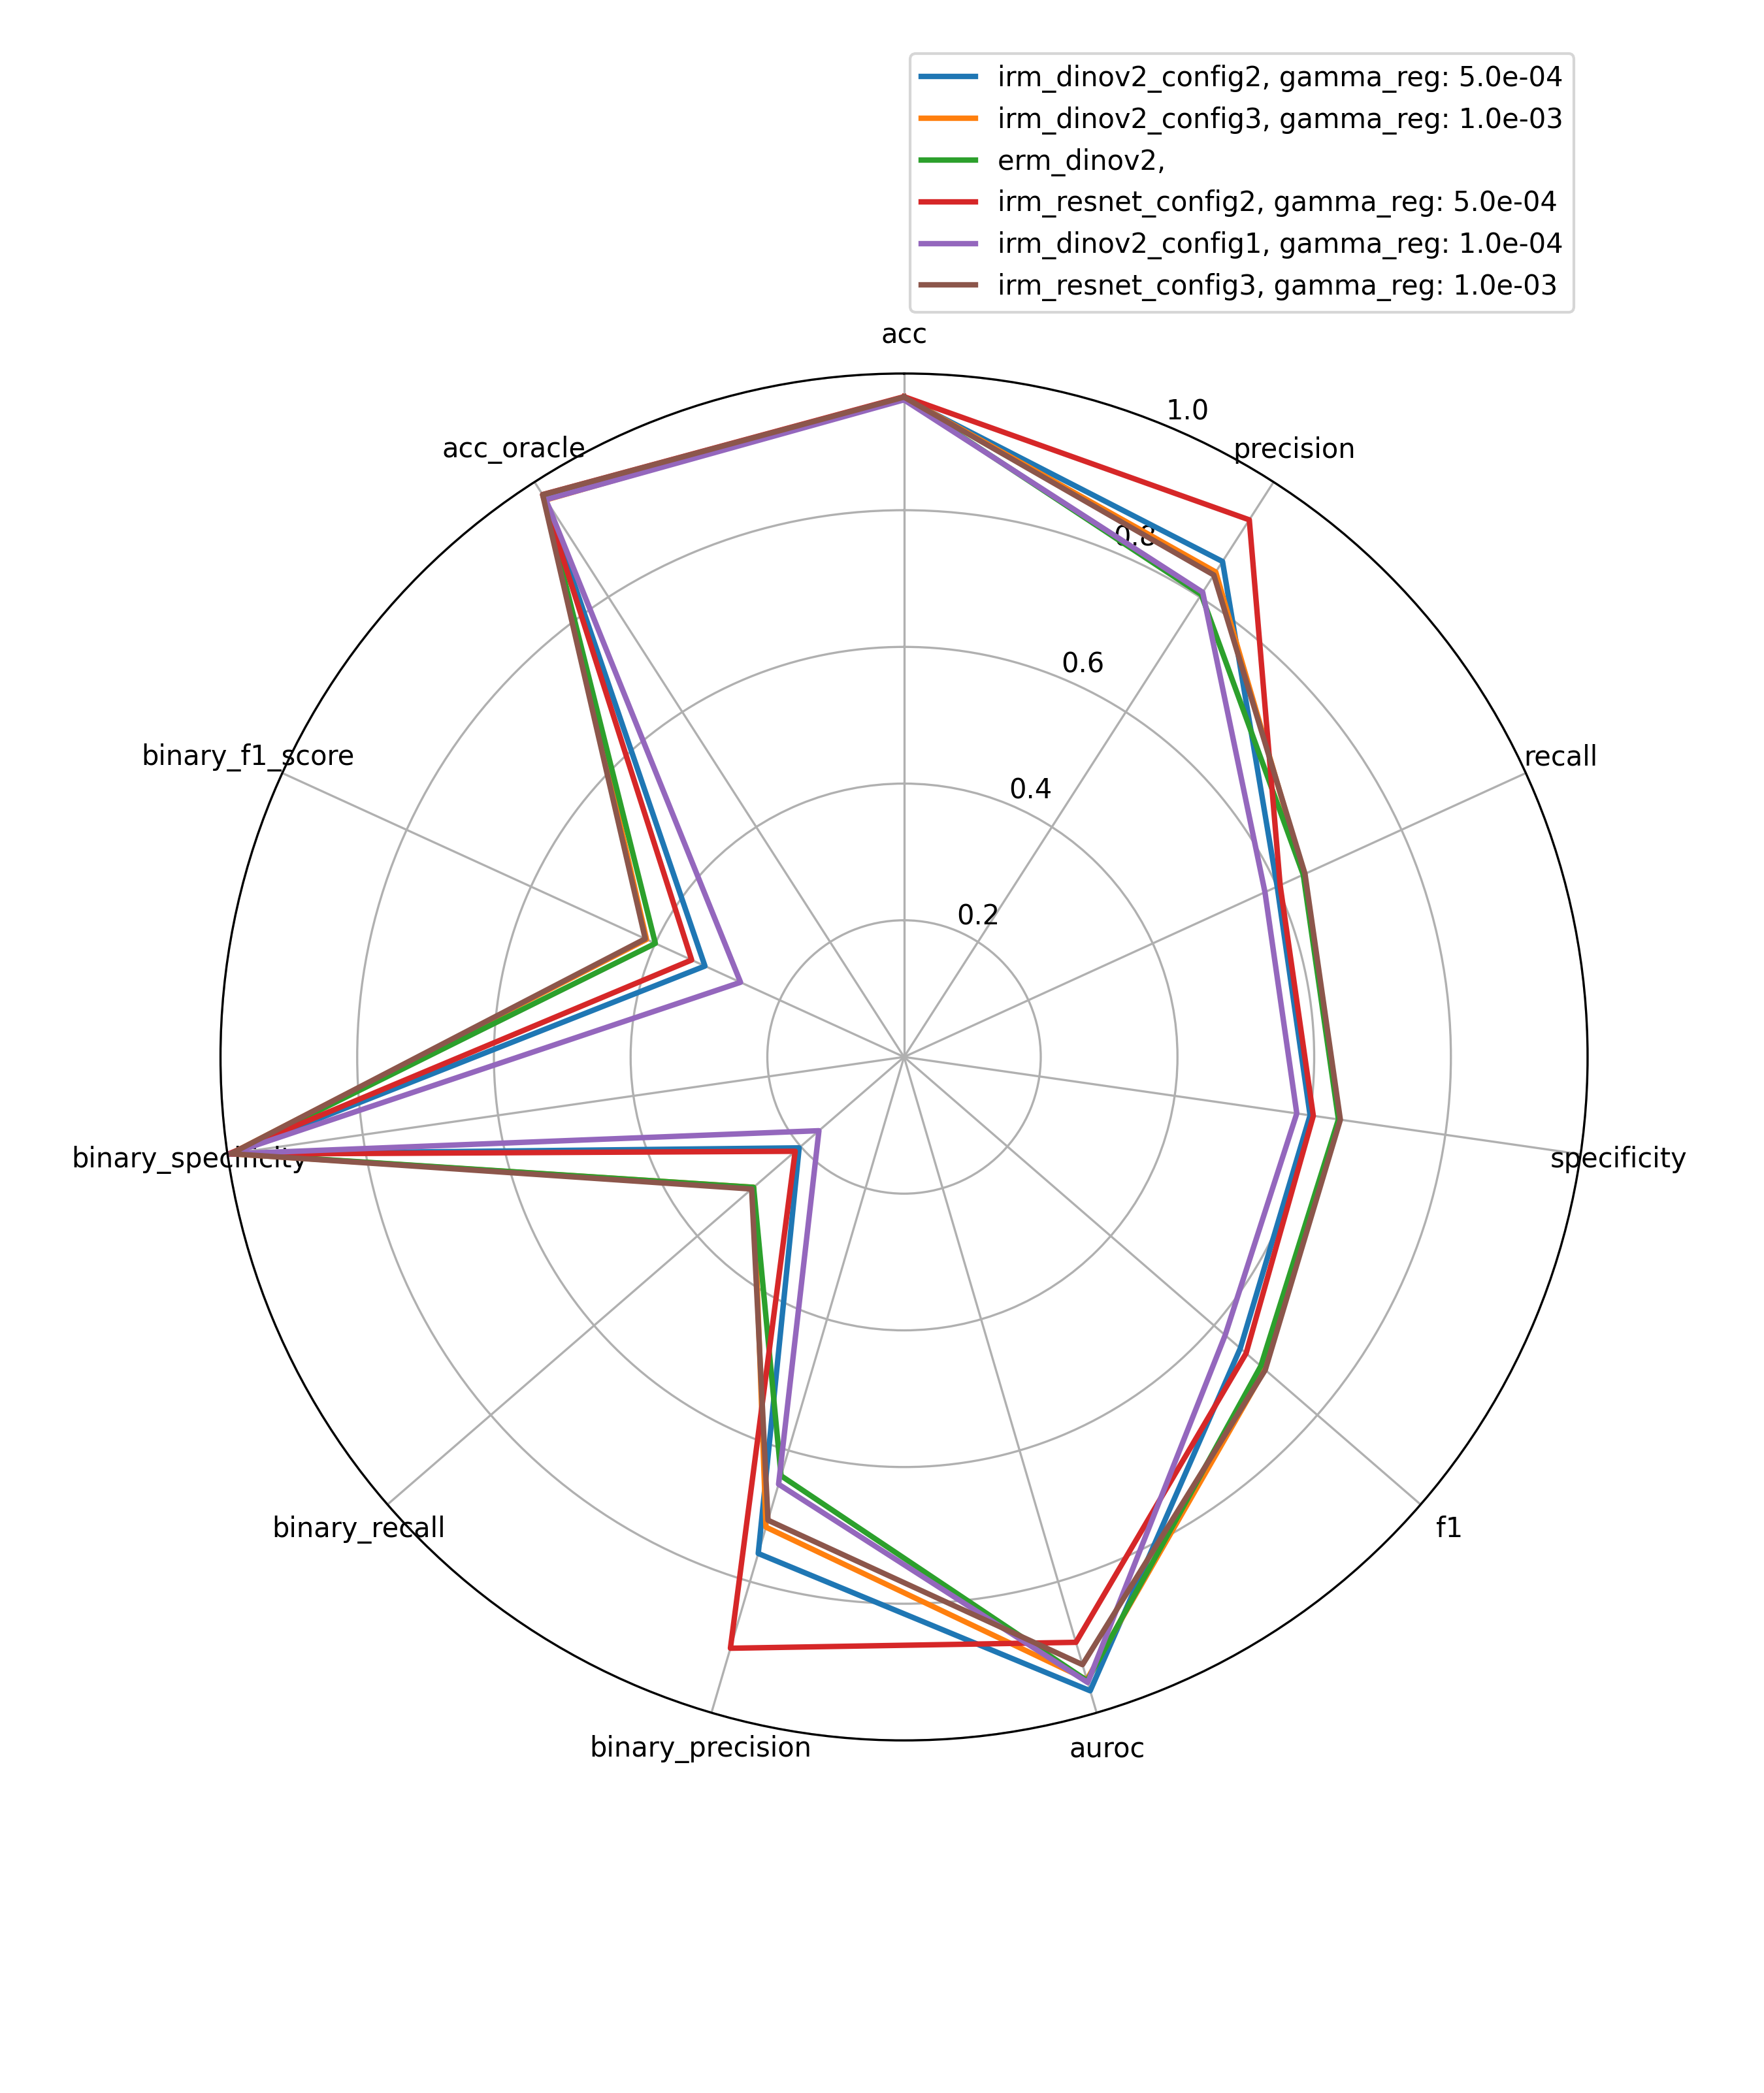 irm_dinov2_config2, gamma_reg: 5.0e-04
irm_dinov2_config3, gamma_reg: 1.0e-03
erm_dinov2,
irm_resnet_config2, gamma_reg: 5.0e-04
irm_dinov2_config1, gamma_reg: 1.0e-04
irm_resnet_config3, gamma_reg: 1.0e-03
acc
1.0
acc_oracle
precision
0.8
0.6
binary_f1_score
recall
0.4
0.2
binary_specificity
specificity
binary_recall
f1
binary_precision
auroc